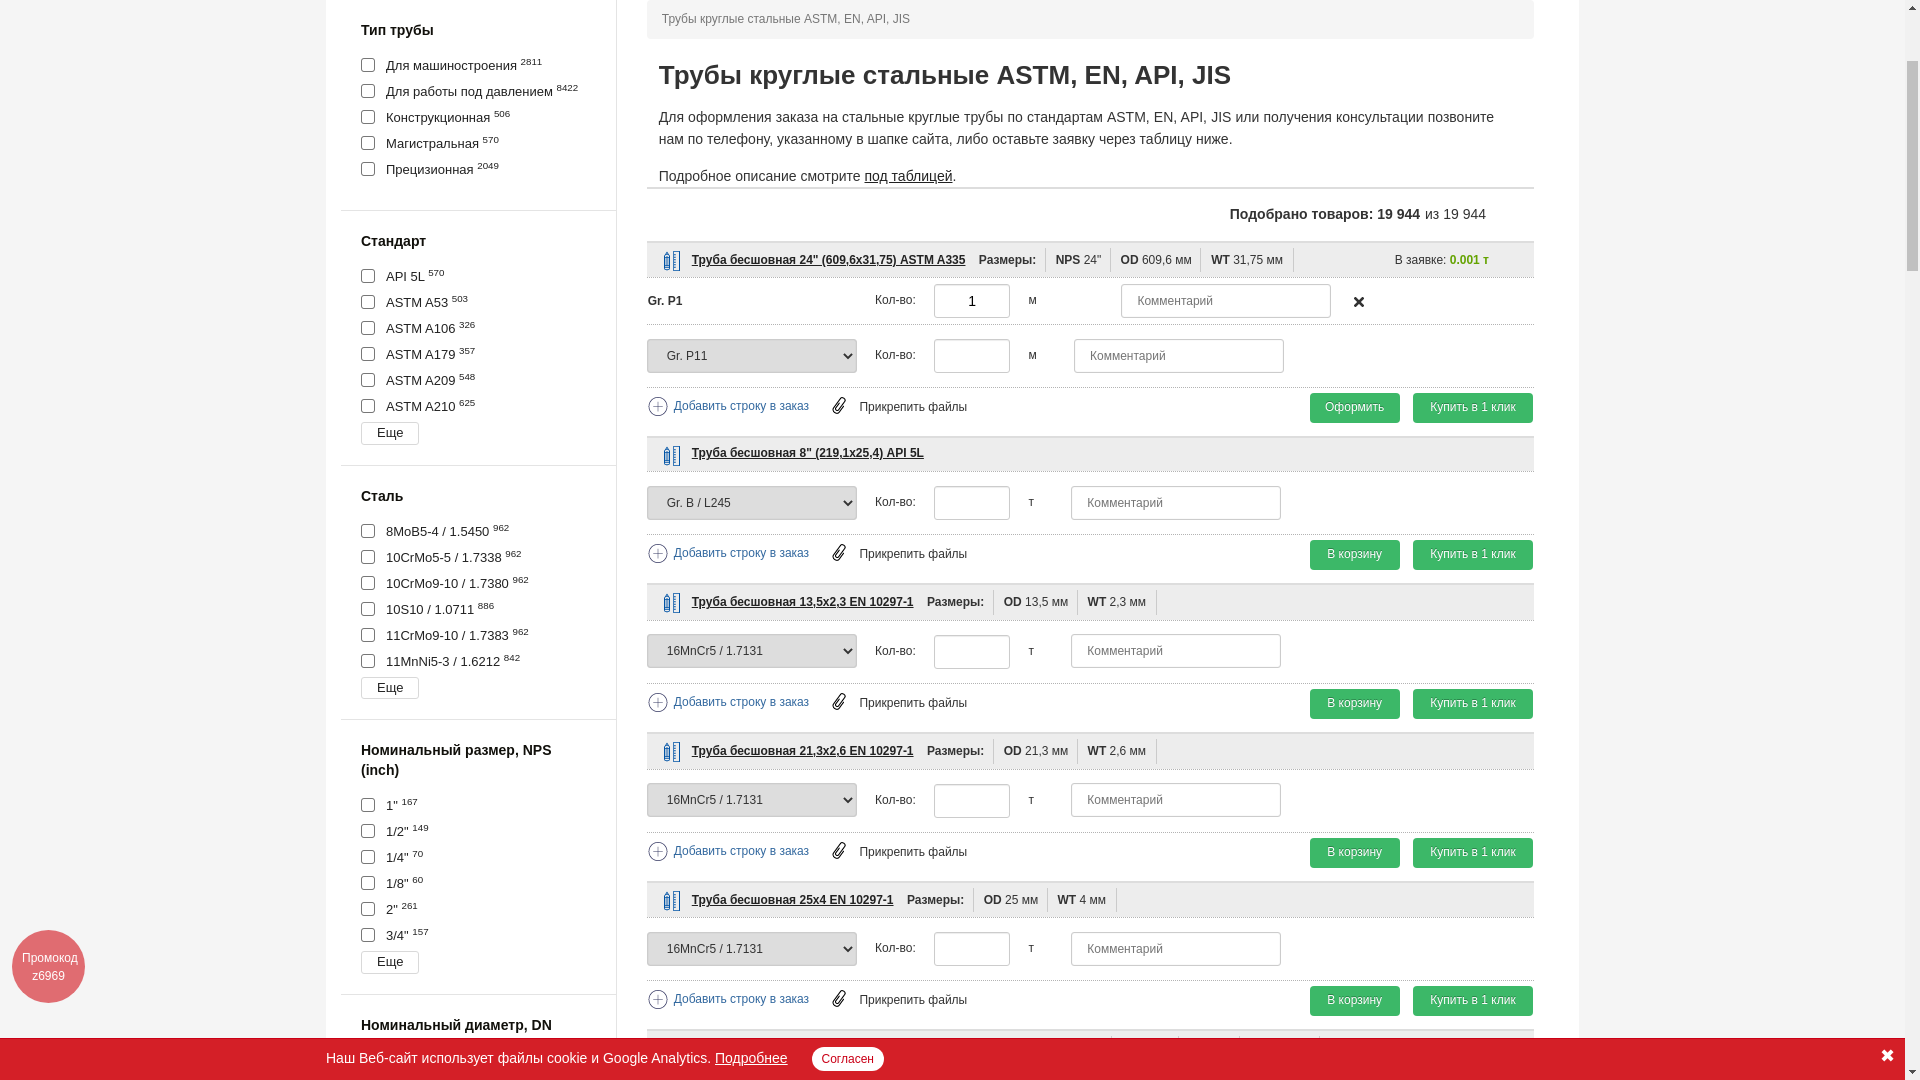 Тип трубы
Для машиностроения 2811
Для работы под давлением 8422
Конструкционная 506
Магистральная 570
Прецизионная 2049
Стандарт
API 5L 570
ASTM A53 503
ASTM A106 326
ASTM A179 357
ASTM A209 548
ASTM A210 625
Еще
Сталь
8MoB5-4 / 1.5450 962
10CrMo5-5 / 1.7338 962
10CrMo9-10 / 1.7380 962
10S10 / 1.0711 886
11CrMo9-10 / 1.7383 962
11MnNi5-3 / 1.6212 842
Еще
Номинальный размер, NPS
(inch)
1" 167
1/2" 149
1/4" 70
1/8" 60
2" 261
3/4" 157
Еще
Номинальный диаметр, DN
Трубы круглые стальные ASTM, EN, API, JIS
Трубы круглые стальные ASTM, EN, API, JIS
Для оформления заказа на стальные круглые трубы по стандартам ASTM, EN, API, JIS или получения консультации позвоните
нам по телефону, указанному в шапке сайта, либо оставьте заявку через таблицу ниже.
Подробное описание смотрите под таблицей.
Подобрано товаров: 19 944 из 19 944
Труба бесшовная 24" (609,6x31,75) ASTM A335 Размеры: NPS 24" OD 609,6 мм WT 31,75 мм В заявке: 0.001 т
Gr. P1 Кол-во: 1 м Комментарий
Gr. P11 Кол-во: м Комментарий
Добавить строку в заказ Прикрепить файлы Оформить Купить в 1 клик
Труба бесшовная 8" (219,1x25,4) API 5L
Gr. B / L245 Кол-во: т Комментарий
Добавить строку в заказ Прикрепить файлы В корзину Купить в 1 клик
Труба бесшовная 13,5x2,3 EN 10297-1 Размеры: OD 13,5 мм WT 2,3 мм
16MnCr5 / 1.7131 Кол-во: т Комментарий
Добавить строку в заказ Прикрепить файлы В корзину Купить в 1 клик
Труба бесшовная 21,3x2,6 EN 10297-1 Размеры: OD 21,3 мм WT 2,6 мм
16MnCr5 / 1.7131 Кол-во: т Комментарий
Добавить строку в заказ Прикрепить файлы В корзину Купить в 1 клик
Труба бесшовная 25x4 EN 10297-1 Размеры: OD 25 мм WT 4 мм
16MnCr5 / 1.7131 Кол-во: т Комментарий
Добавить строку в заказ Прикрепить файлы В корзину Купить в 1 клик
Промокод
z6969
Наш Веб-сайт использует файлы cookie и Google Analytics. Подробнее Согласен